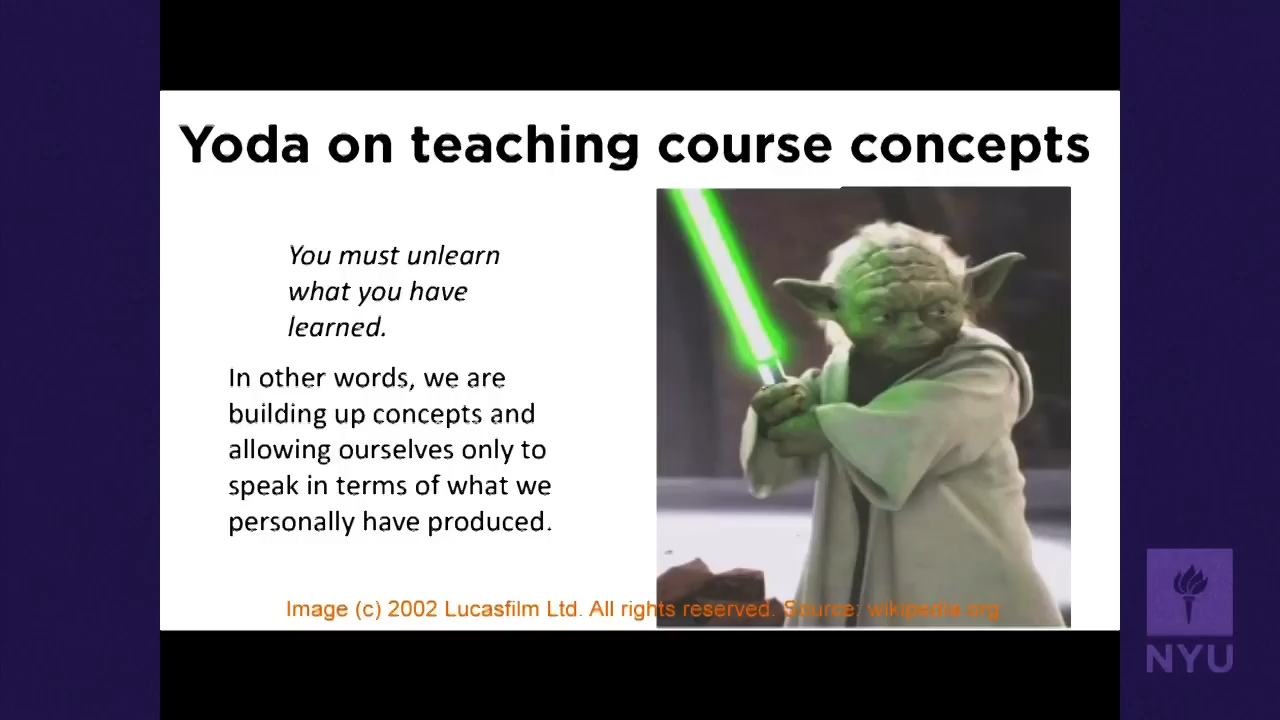 Yoda on teaching course concepts
You must unlearn
what you have
learned.
In other words, we are
building up concepts and
allowing ourselves only to
speak in terms of what we
personally have produced.
Image (c) 2002 Lucasfilm Ltd. All rights reserved. Source: wikipedia.org
NYU